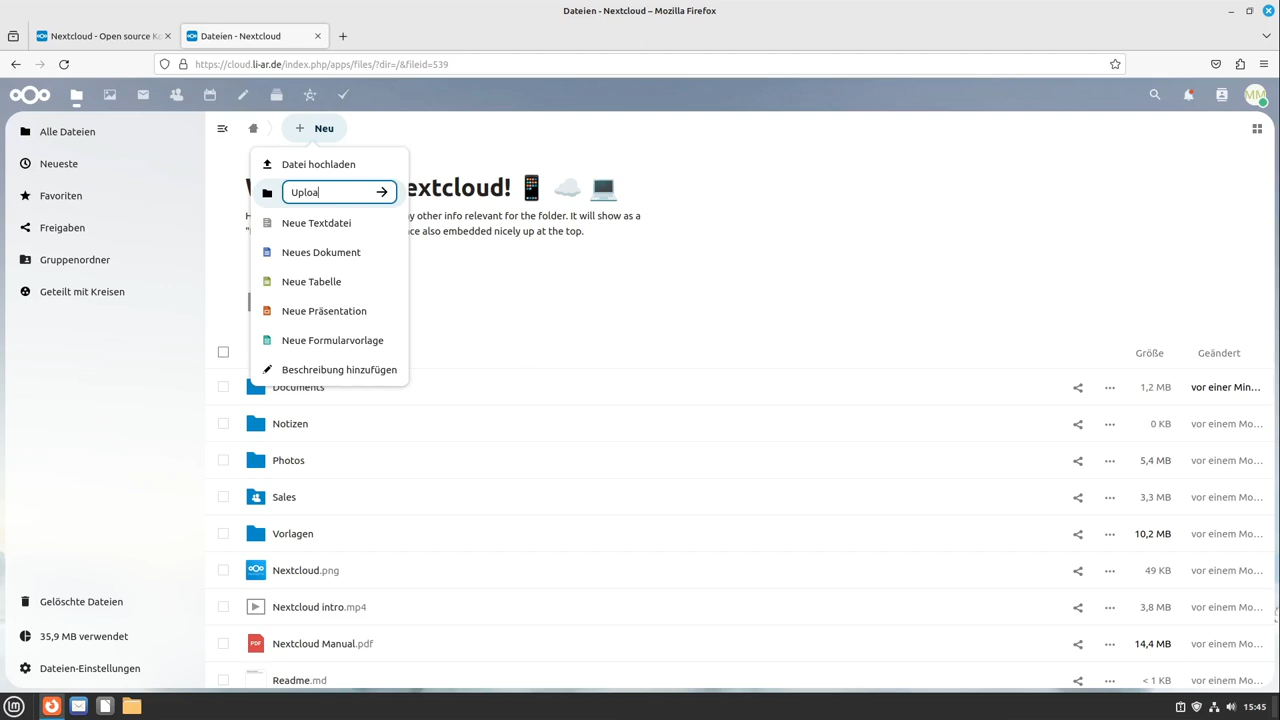 Dateien - Nextcloud – Mozilla Firefox
Nextcloud - Open source Ko
Dateien - Nextcloud
https://cloud.li-ar.de/index.php/apps/files/?dir=/&fileid=539
MM
Alle Dateien
Neueste
Favoriten
Freigaben
Gruppenordner
Geteilt mit Kreisen
Gelöschte Dateien
35,9 MB verwendet
Dateien-Einstellungen
Neu
Datei hochladen
Uploa
Neue Textdatei
Neues Dokument
Neue Tabelle
Neue Präsentation
Neue Formularvorlage
Beschreibung hinzufügen
extcloud!
y other info relevant for the folder. It will show as a
ce also embedded nicely up at the top.
Größe Geändert
Documents 1,2 MB vor einer Min…
Notizen 0 KB vor einem Mo…
Photos 5,4 MB vor einem Mo…
Sales 3,3 MB vor einem Mo…
Vorlagen 10,2 MB vor einem Mo…
Nextcloud.png 49 KB vor einem Mo…
Nextcloud intro.mp4 3,8 MB vor einem Mo…
PDF Nextcloud Manual.pdf 14,4 MB vor einem Mo…
Readme.md < 1 KB vor einem Mo…
15:45